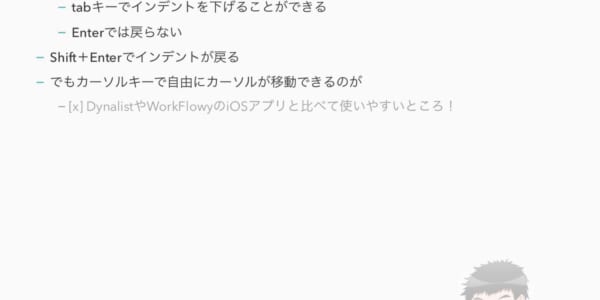 – tabキーでインデントを下げることができる
– Enterでは戻らない
– Shift＋Enterでインデントが戻る
– でもカーソルキーで自由にカーソルが移動できるのが
– [x] DynalistやWorkFlowyのiOSアプリと比べて使いやすいところ！